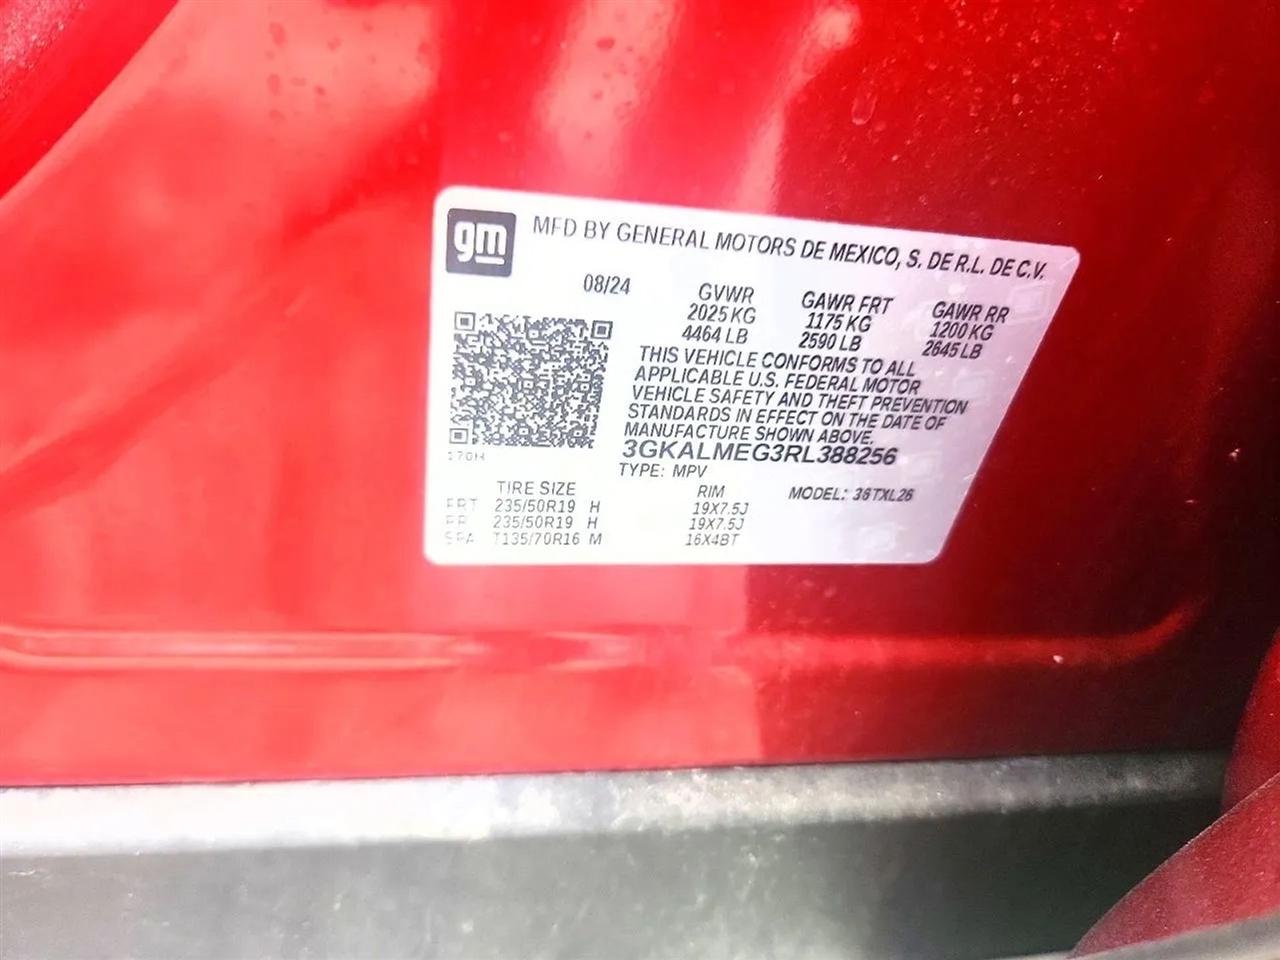 gm
MFD BY GENERAL MOTORS DE MEXICO, S. DE R.L. DE C.V.
08/24
GVWR GAWR FRT GAWR RR
2025 KG 1175 KG 1200 KG
4464 LB 2590 LB 2645 LB
THIS VEHICLE CONFORMS TO ALL
APPLICABLE U.S. FEDERAL MOTOR
VEHICLE SAFETY AND THEFT PREVENTION
STANDARDS IN EFFECT ON THE DATE OF
MANUFACTURE SHOWN ABOVE.
170H
3GKALMEG3RL388256
TYPE: MPV
TIRE SIZE RIM MODEL: 36TXL26
FRT 235/50R19 H 19X7.5J
RR 235/50R19 H 19X7.5J
SPA T135/70R16 M 16X4BT